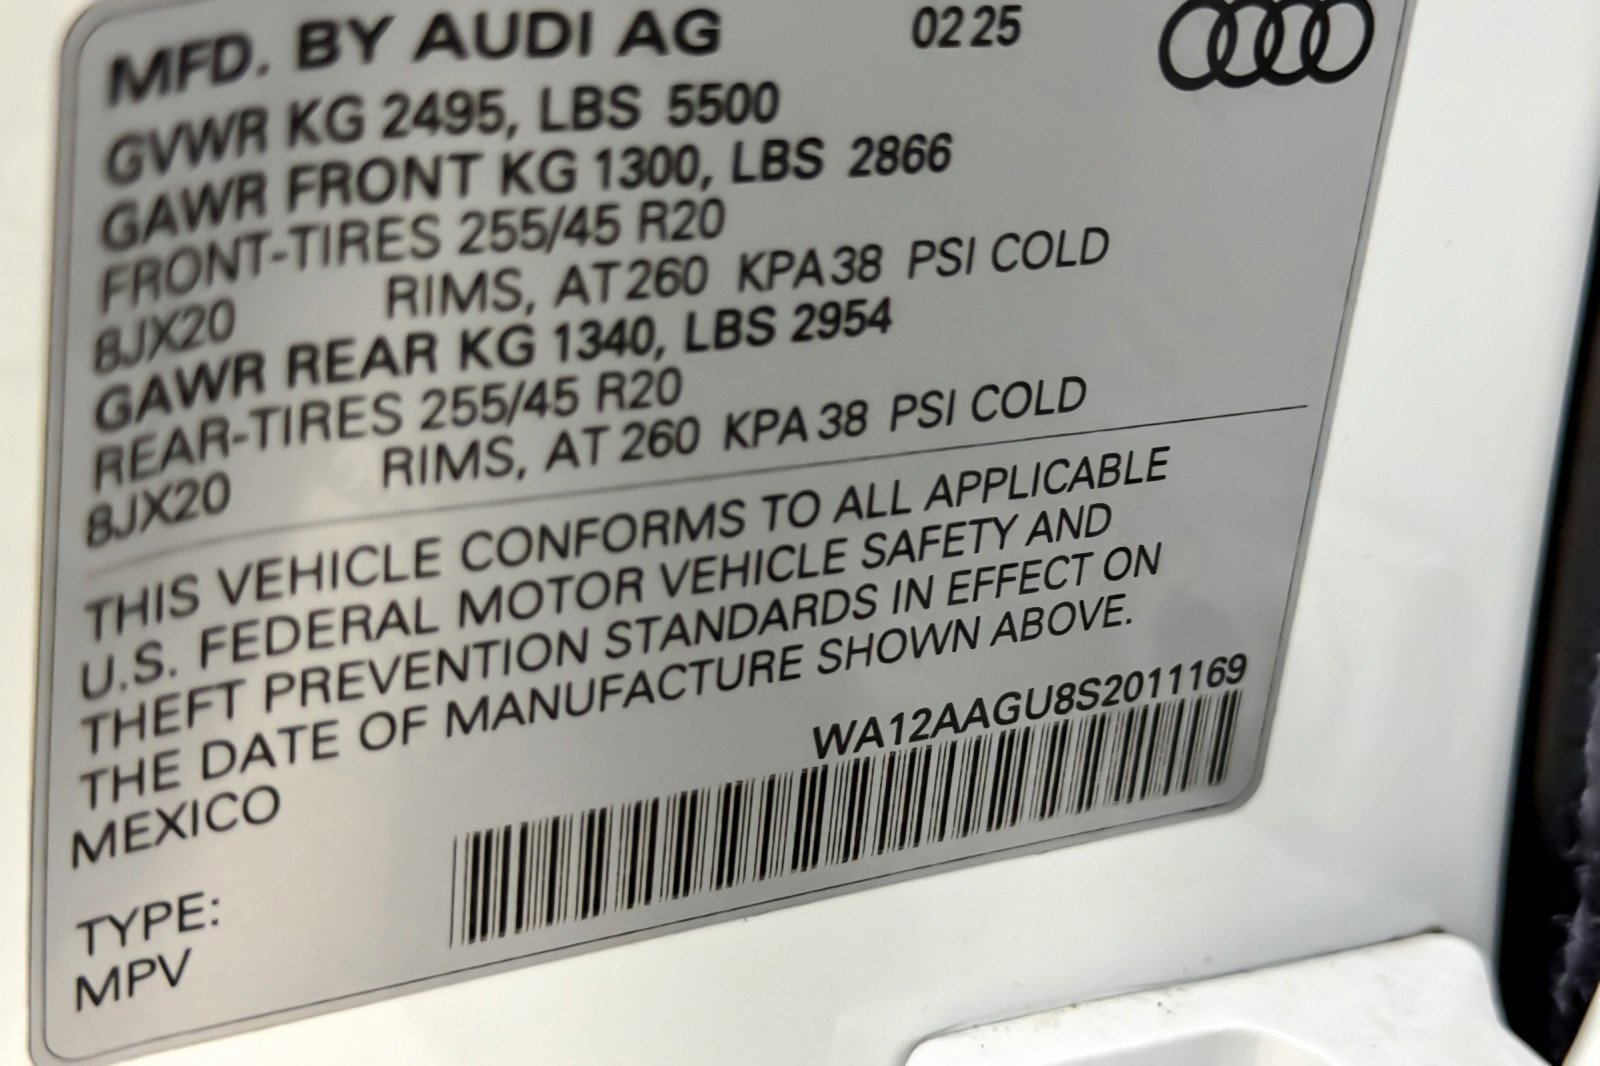 MFD. BY AUDI AG 02 25
GVWR KG 2495, LBS 5500
GAWR FRONT KG 1300, LBS 2866
FRONT-TIRES 255/45 R20
8JX20 RIMS, AT 260 KPA 38 PSI COLD
GAWR REAR KG 1340, LBS 2954
REAR-TIRES 255/45 R20
8JX20 RIMS, AT 260 KPA 38 PSI COLD
THIS VEHICLE CONFORMS TO ALL APPLICABLE
U.S. FEDERAL MOTOR VEHICLE SAFETY AND
THEFT PREVENTION STANDARDS IN EFFECT ON
THE DATE OF MANUFACTURE SHOWN ABOVE.
MEXICO
WA12AAGU8S2011169
TYPE:
MPV